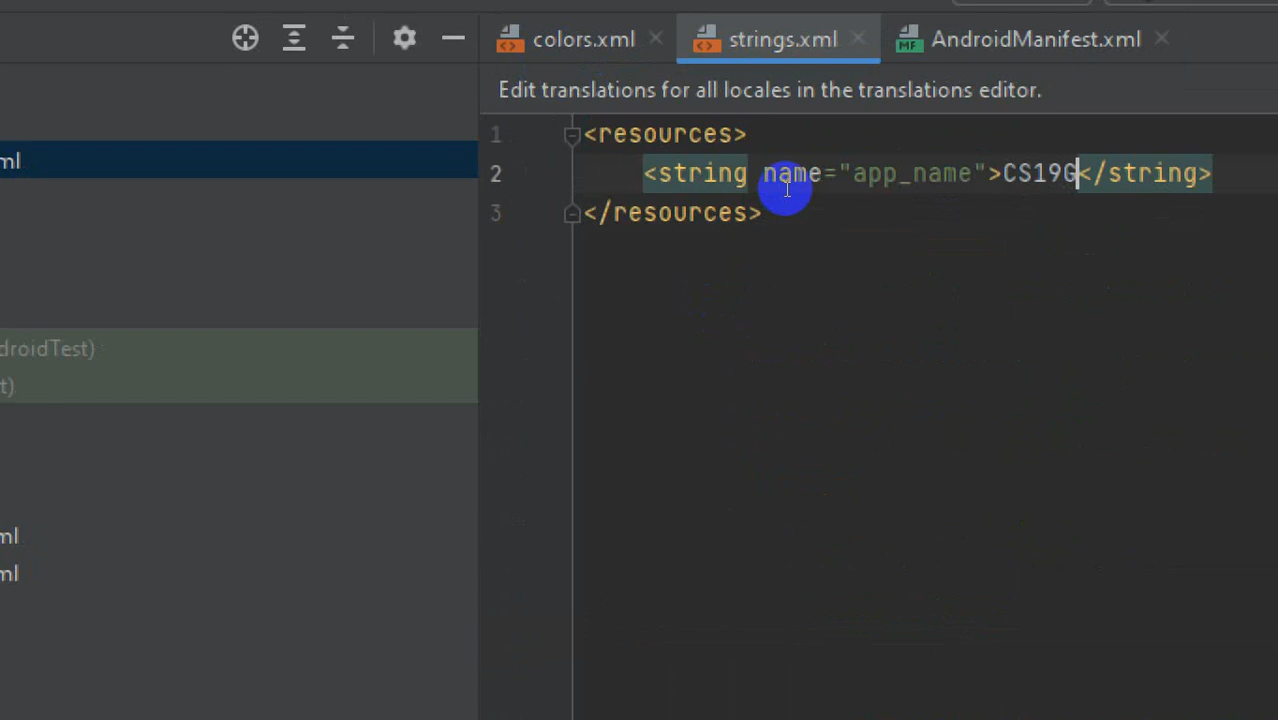 colors.xml strings.xml AndroidManifest.xml
Edit translations for all locales in the translations editor.
1 <resources>
ml
2 <string name="app_name">CS19G</string>
3 </resources>
droidTest)
t)
ml
ml